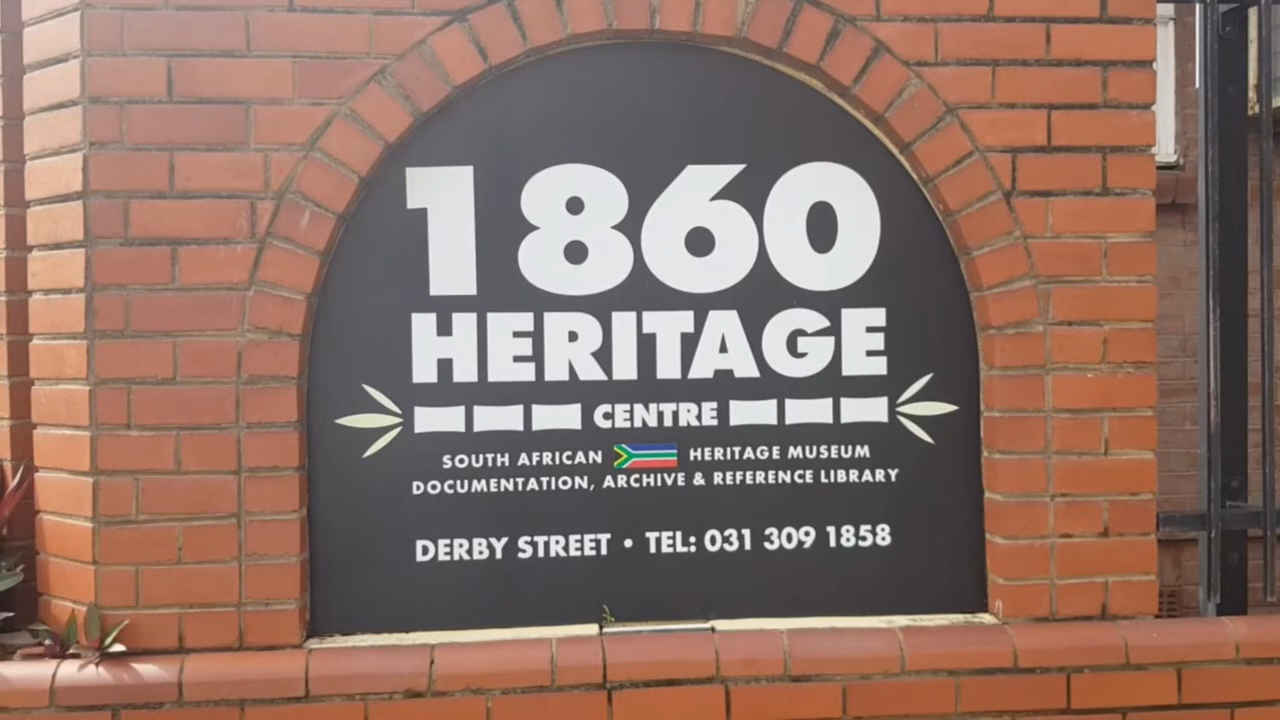 1860
HERITAGE
CENTRE
SOUTH AFRICAN HERITAGE MUSEUM
DOCUMENTATION, ARCHIVE & REFERENCE LIBRARY
DERBY STREET • TEL: 031 309 1858